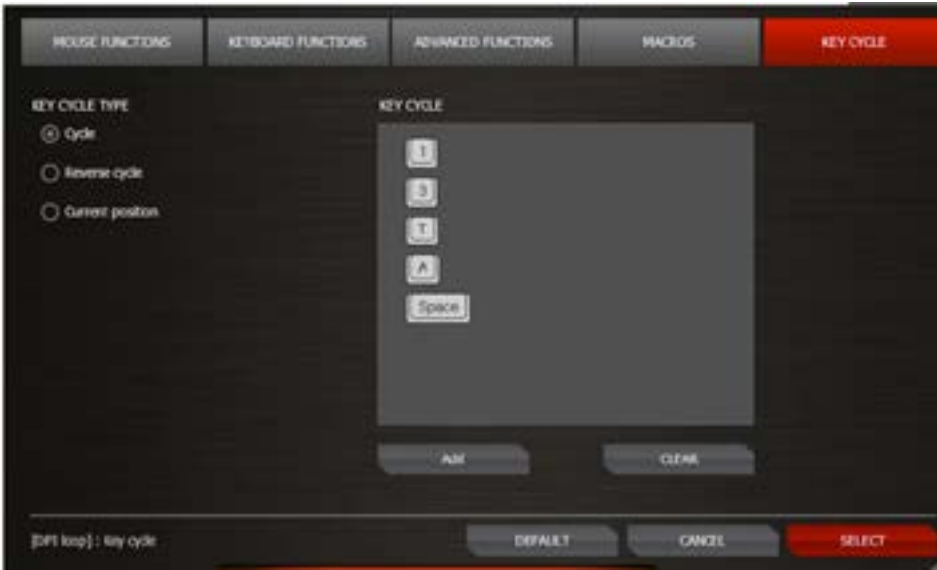 MOUSE FUNCTIONS KEYBOARD FUNCTIONS ADVANCED FUNCTIONS MACROS KEY CYCLE
KEY CYCLE TYPE
Cycle
Reverse cycle
Current position
KEY CYCLE
1
3
T
A
Space
Add CLEAR
[DPI loop] : Key cycle DEFAULT CANCEL SELECT